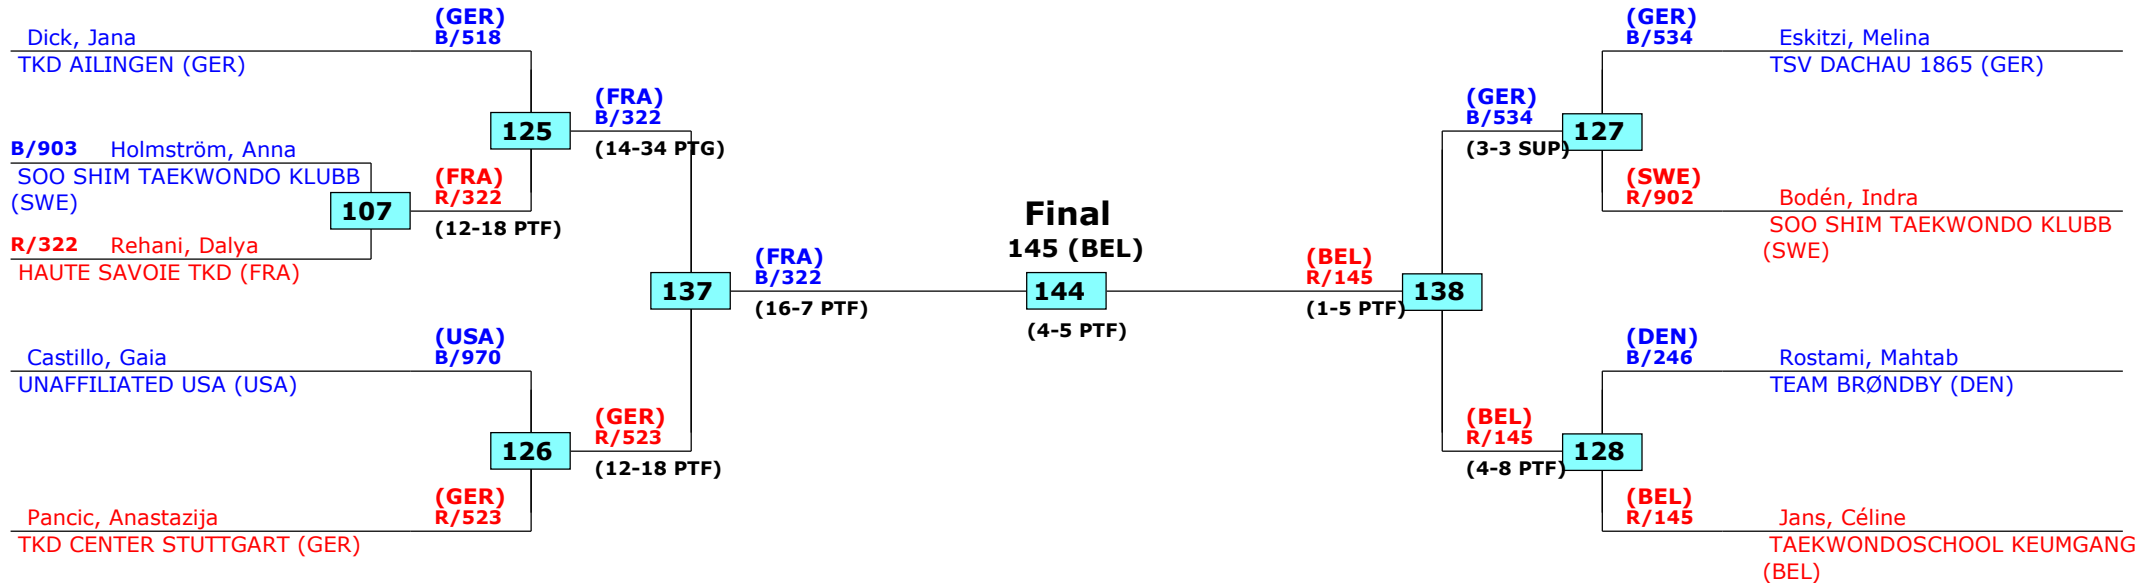 (GER)
B/518
Dick, Jana
TKD AILINGEN (GER)
125
B/903 Holmström, Anna
SOO SHIM TAEKWONDO KLUBB
(SWE)
107
(FRA)
R/322
(12-18 PTF)
R/322 Rehani, Dalya
HAUTE SAVOIE TKD (FRA)
(FRA)
B/322
(14-34 PTG)
137
(USA)
B/970
Castillo, Gaia
UNAFFILIATED USA (USA)
126
(GER)
R/523
(12-18 PTF)
(GER)
R/523
Pancic, Anastazija
TKD CENTER STUTTGART (GER)
(FRA)
B/322
(16-7 PTF)
Final
145 (BEL)
144
(4-5 PTF)
(BEL)
R/145
(1-5 PTF)
138
(GER)
B/534
(3-3 SUP)
127
(GER)
B/534
Eskitzi, Melina
TSV DACHAU 1865 (GER)
(SWE)
R/902
Bodén, Indra
SOO SHIM TAEKWONDO KLUBB
(SWE)
(BEL)
R/145
(4-8 PTF)
128
(DEN)
B/246
Rostami, Mahtab
TEAM BRØNDBY (DEN)
(BEL)
R/145
Jans, Céline
TAEKWONDOSCHOOL KEUMGANG
(BEL)